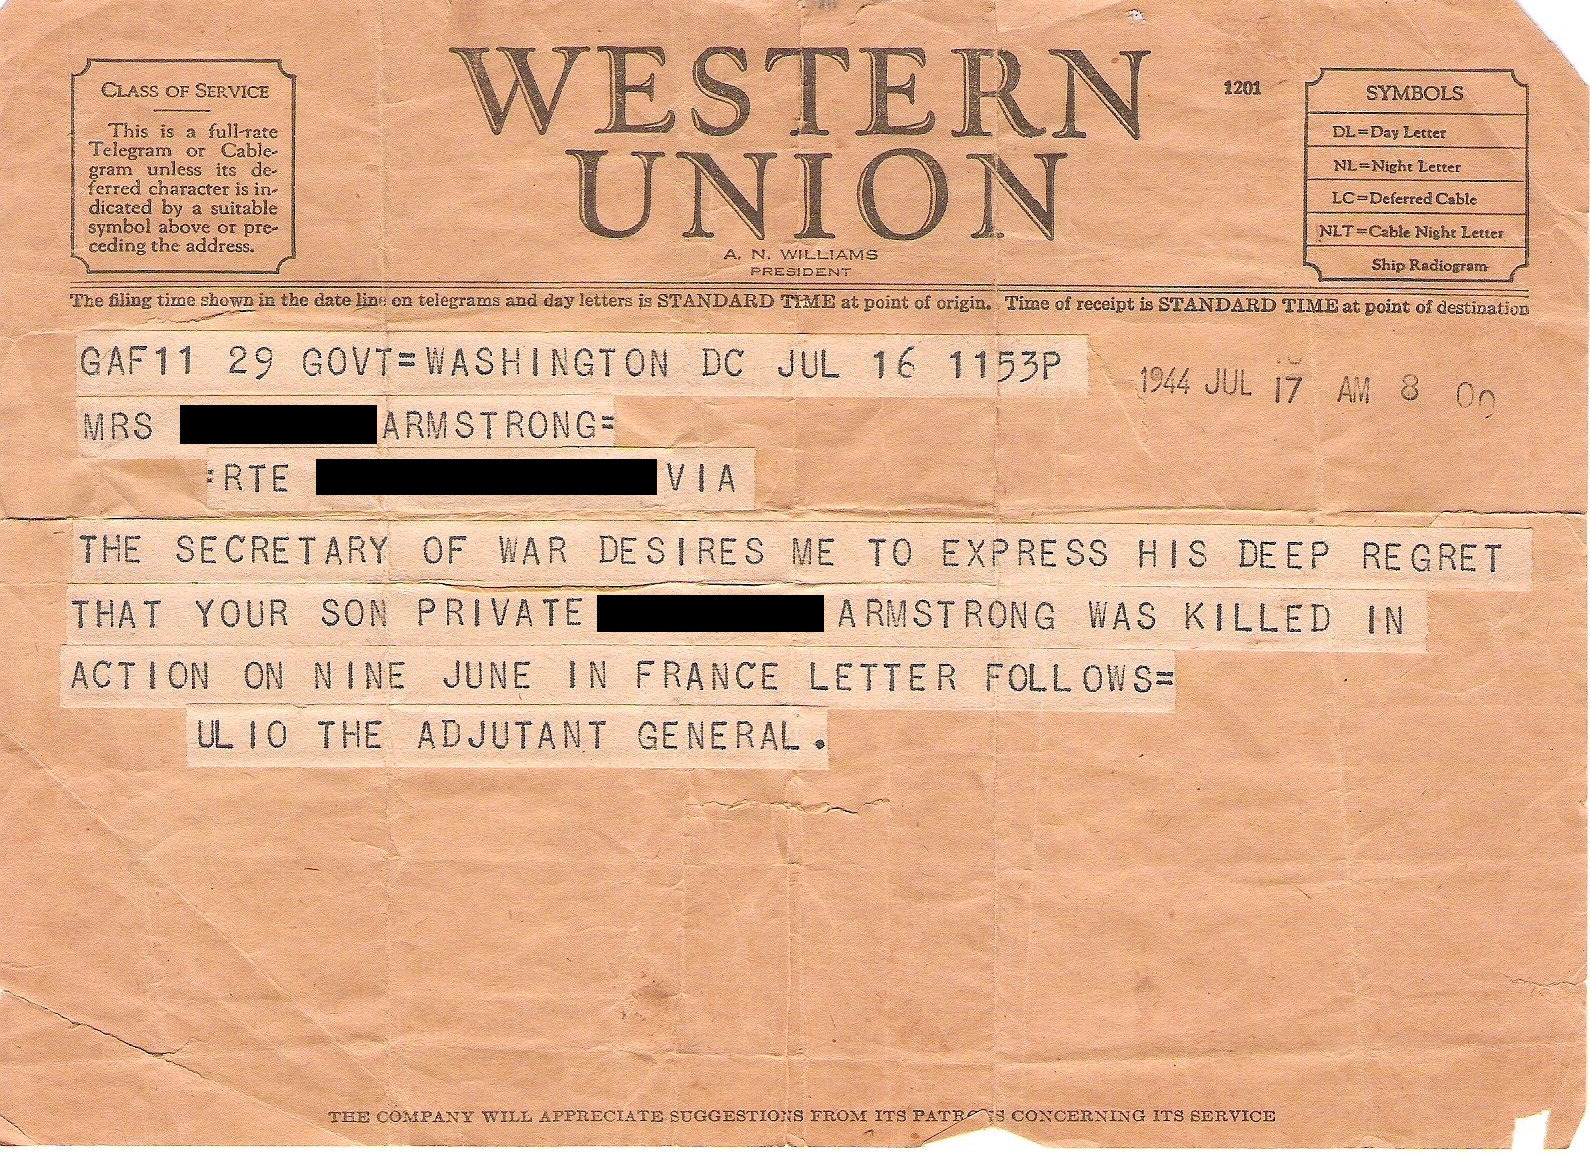 CLASS OF SERVICE
This is a full-rate
Telegram or Cable-
gram unless its de-
ferred character is in-
dicated by a suitable
symbol above or pre-
ceding the address.
WESTERN
UNION
A. N. WILLIAMS
PRESIDENT
1201
SYMBOLS
DL=Day Letter
NL=Night Letter
LC=Deferred Cable
NLT=Cable Night Letter
Ship Radiogram
The filing time shown in the date line on telegrams and day letters is STANDARD TIME at point of origin. Time of receipt is STANDARD TIME at point of destination
GAF11 29 GOVT=WASHINGTON DC JUL 16 1153P
1944 JUL 17 AM 8 00
MRS ARMSTRONG=
=RTE VIA
THE SECRETARY OF WAR DESIRES ME TO EXPRESS HIS DEEP REGRET
THAT YOUR SON PRIVATE ARMSTRONG WAS KILLED IN
ACTION ON NINE JUNE IN FRANCE LETTER FOLLOWS=
ULIO THE ADJUTANT GENERAL.
THE COMPANY WILL APPRECIATE SUGGESTIONS FROM ITS PATRONS CONCERNING ITS SERVICE